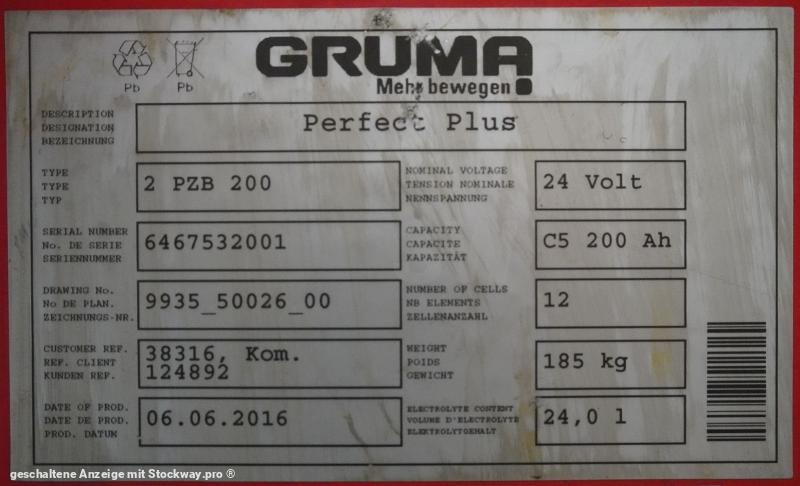 GRUMA
Mehr bewegen
Pb
Pb
DESCRIPTION
DESIGNATION
BEZEICHNUNG
Perfect Plus
TYPE
TYPE
TYP
2 PZB 200
NOMINAL VOLTAGE
TENSION NOMINALE
NENNSPANNUNG
24 Volt
SERIAL NUMBER
No. DE SERIE
SERIENNUMMER
6467532001
CAPACITY
CAPACITE
KAPAZITÄT
C5 200 Ah
DRAWING No.
No DE PLAN.
ZEICHNUNGS-NR.
9935_50026_00
NUMBER OF CELLS
NB ELEMENTS
ZELLENANZAHL
12
CUSTOMER REF.
REF. CLIENT
KUNDEN REF.
38316, Kom.
124892
WEIGHT
POIDS
GEWICHT
185 kg
DATE OF PROD.
DATE DE PROD.
PROD. DATUM
06.06.2016
ELECTROLYTE CONTENT
VOLUME D'ELECTROLYTE
ELEKTROLYTGEHALT
24,0 l
geschaltene Anzeige mit Stockway.pro ®